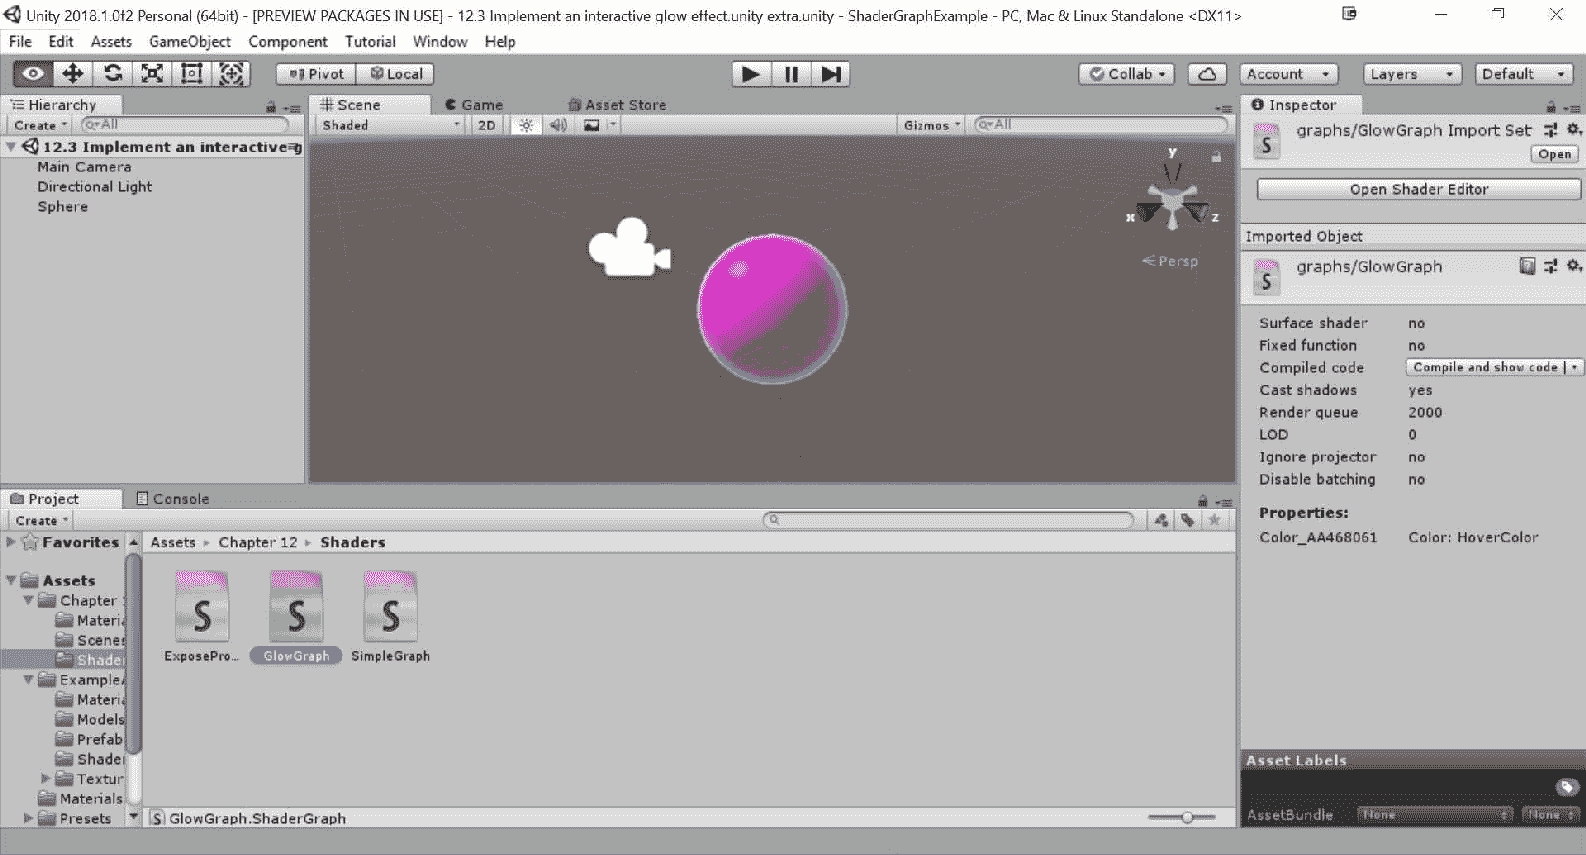 Unity 2018.1.0f2 Personal (64bit) - [PREVIEW PACKAGES IN USE] - 12.3 Implement an interactive glow effect.unity extra.unity - ShaderGraphExample - PC, Mac & Linux Standalone <DX11>
File Edit Assets GameObject Component Tutorial Window Help
Pivot Local Collab Account Layers Default
Hierarchy
Create All
12.3 Implement an interactive g
Main Camera
Directional Light
Sphere
Scene Game Asset Store
Shaded 2D Gizmos All
y
x z
Persp
Inspector
graphs/GlowGraph Import Set
Open
Open Shader Editor
Imported Object
graphs/GlowGraph
Surface shader no
Fixed function no
Compiled code Compile and show code
Cast shadows yes
Render queue 2000
LOD 0
Ignore projector no
Disable batching no
Properties:
Color_AA468061 Color: HoverColor
Project Console
Create
Favorites
Assets
Chapter
Materia
Scenes
Shader
Example
Materia
Models
Prefab
Shader
Textur
Materials
Presets
Assets Chapter 12 Shaders
S S S
ExposePro... GlowGraph SimpleGraph
GlowGraph.ShaderGraph
Asset Labels
AssetBundle None None